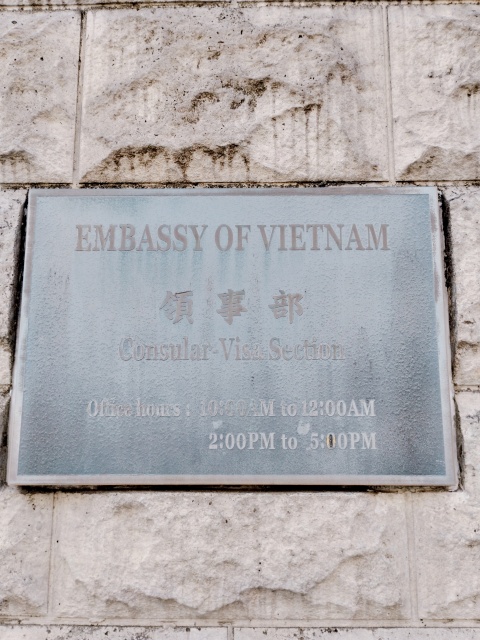 EMBASSY OF VIETNAM
領事部
Consular-Visa Section
Office hours : 10:00AM to 12:00AM
2:00PM to 5:00PM